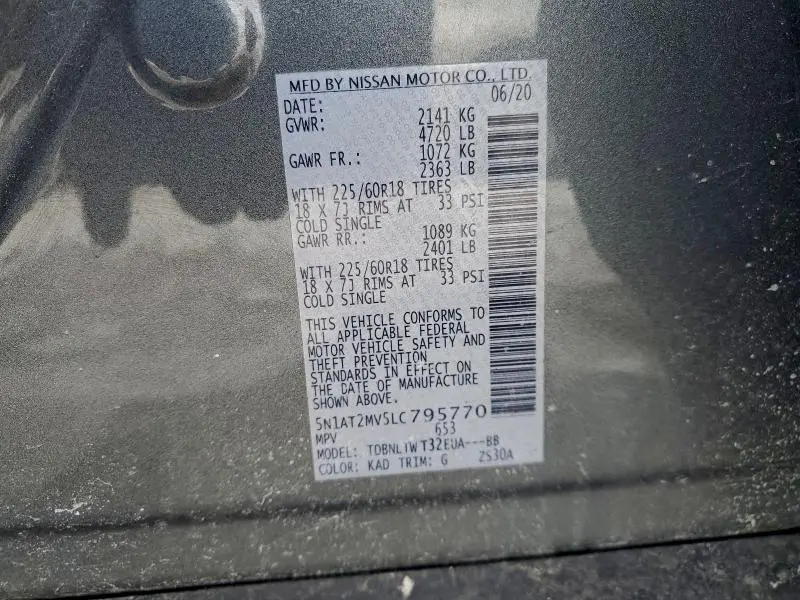 MFD BY NISSAN MOTOR CO., LTD.
DATE: 06/20
GVWR: 2141 KG
4720 LB
GAWR FR.: 1072 KG
2363 LB
WITH 225/60R18 TIRES
18 X 7J RIMS AT 33 PSI
COLD SINGLE
GAWR RR.: 1089 KG
2401 LB
WITH 225/60R18 TIRES
18 X 7J RIMS AT 33 PSI
COLD SINGLE
THIS VEHICLE CONFORMS TO
ALL APPLICABLE FEDERAL
MOTOR VEHICLE SAFETY AND
THEFT PREVENTION
STANDARDS IN EFFECT ON
THE DATE OF MANUFACTURE
SHOWN ABOVE.
5N1AT2MV5LC795770
MPV 653
MODEL: TDBNL1WT32EUA---BB
COLOR: KAD TRIM: G 2S30A